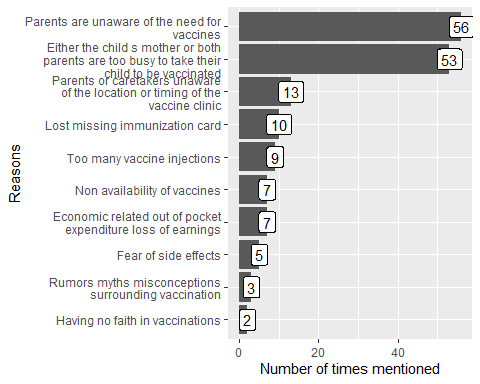 Parents are unaware of the need for
vaccines
56
Either the child s mother or both
parents are too busy to take their
child to be vaccinated
53
Parents or caretakers unaware
of the location or timing of the
vaccine clinic
13
Lost missing immunization card
10
Too many vaccine injections
9
Non availability of vaccines
7
Economic related out of pocket
expenditure loss of earnings
7
Fear of side effects
5
Rumors myths misconceptions
surrounding vaccination
3
Having no faith in vaccinations
2
Reasons
0 20 40
Number of times mentioned